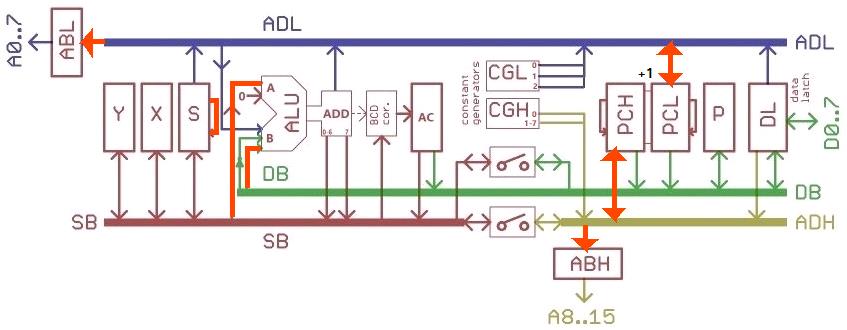 ADL
A0..7
ABL
ADL
Y
X
S
0
A
B
ALU
ADD
0-6 7
BCD
cor.
AC
constant
generators
CGL
0
1
2
CGH
0
1-7
+1
PCH
PCL
P
DL
data
latch
D0..7
DB
DB
SB
SB
ADH
ABH
A8..15